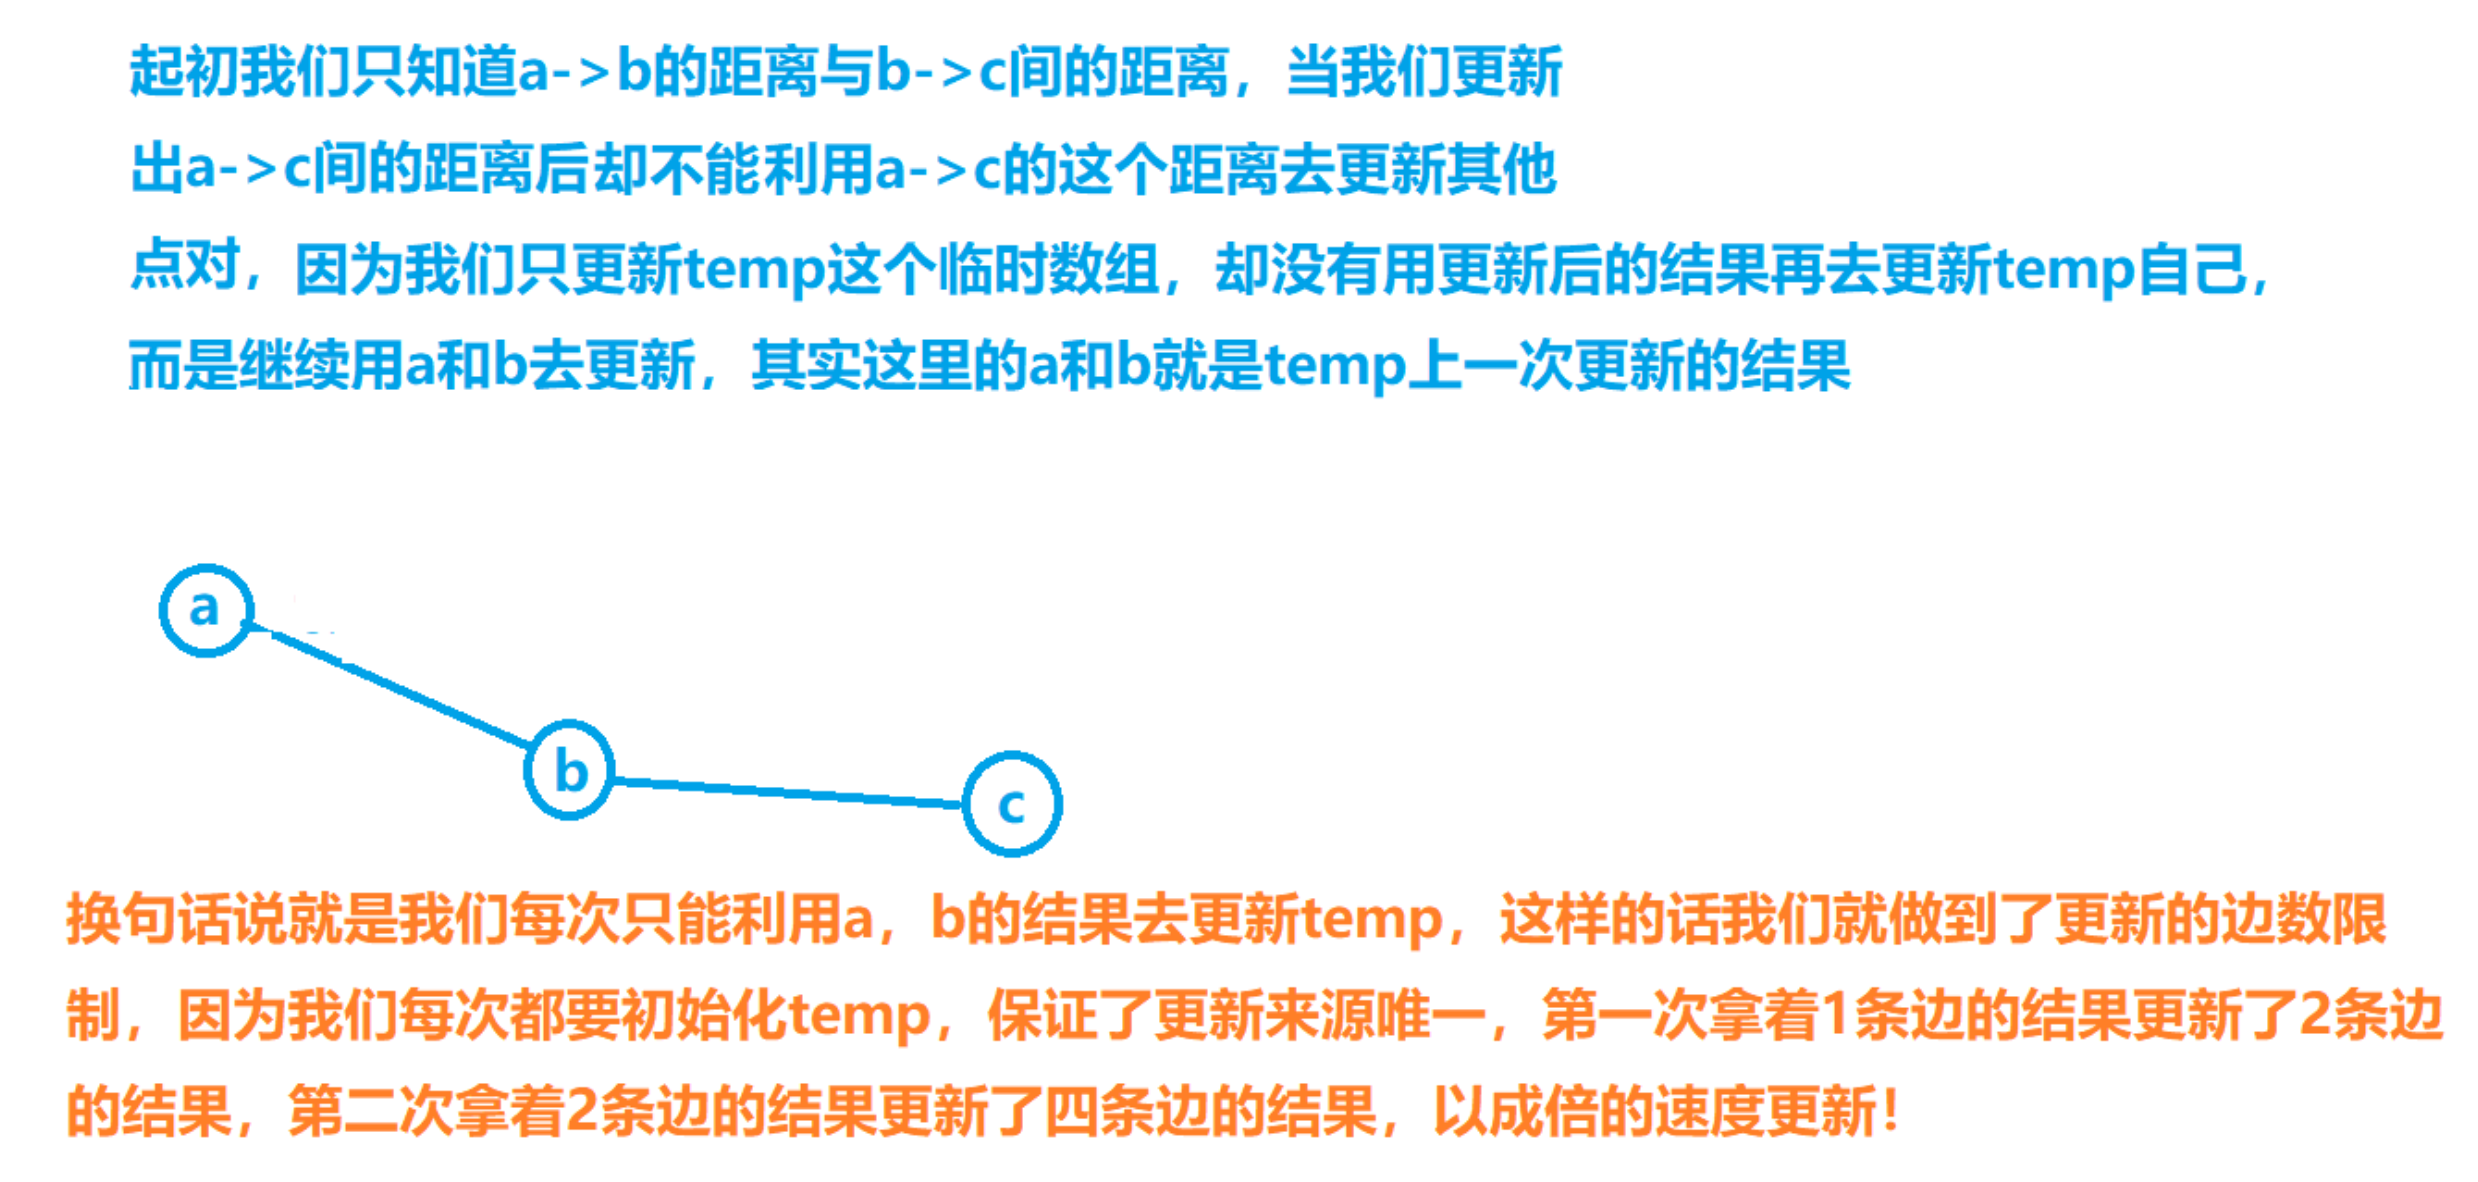 起初我们只知道a->b的距离与b->c间的距离，当我们更新
出a->c间的距离后却不能利用a->c的这个距离去更新其他
点对，因为我们只更新temp这个临时数组，却没有用更新后的结果再去更新temp自己，
而是继续用a和b去更新，其实这里的a和b就是temp上一次更新的结果
a
b
c
换句话说就是我们每次只能利用a，b的结果去更新temp，这样的话我们就做到了更新的边数限
制，因为我们每次都要初始化temp，保证了更新来源唯一，第一次拿着1条边的结果更新了2条边
的结果，第二次拿着2条边的结果更新了四条边的结果，以成倍的速度更新！